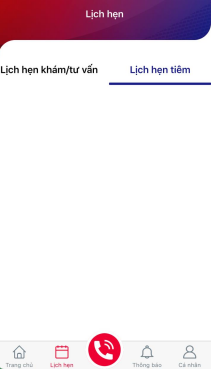 Lịch hẹn
Lịch hẹn khám/tư vấn
Lịch hẹn tiêm
Trang chủ
Lịch hẹn
Thông báo
Cá nhân